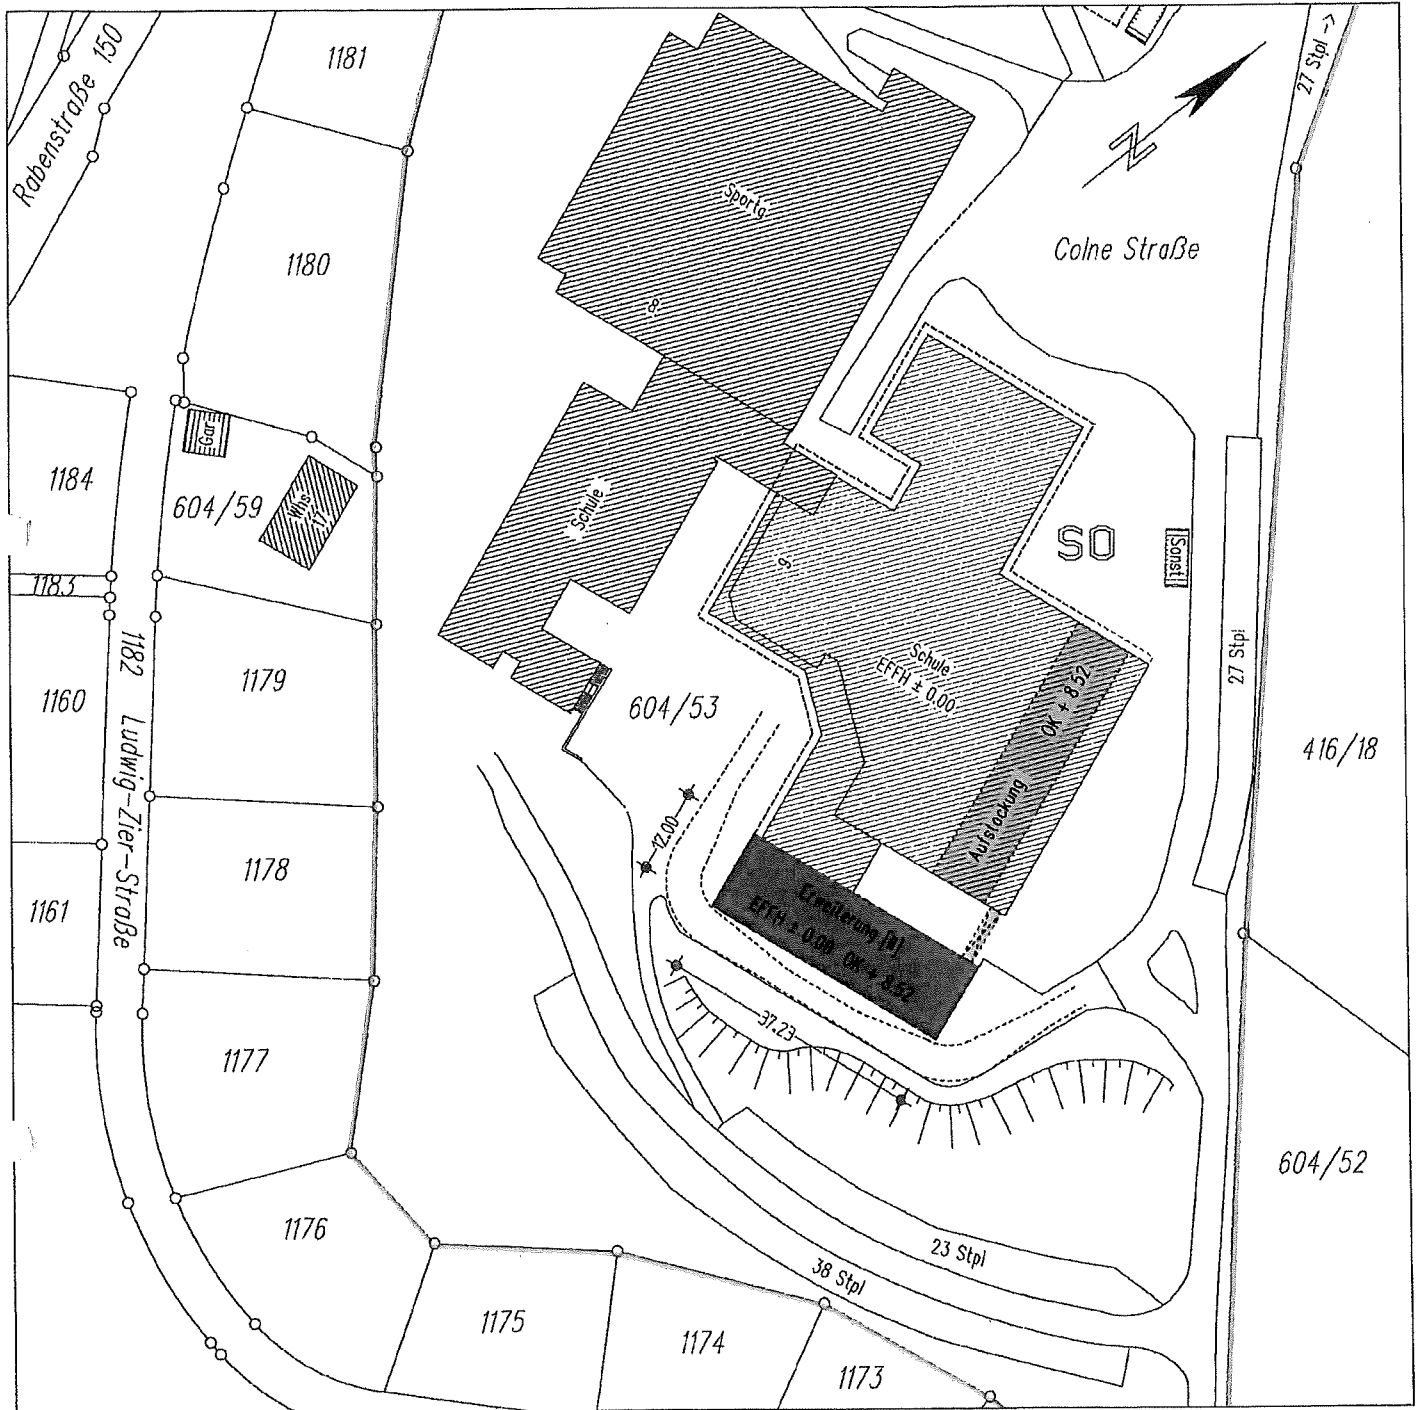 Rabenstraße 150
1181
27 Stpl ->
N
Sportg
8
Colne Straße
1180
Gar
1184
604/59
Whs
17
Schule
9
SO
Sonst
1183
1182 Ludwig-Zier-Straße
1179
1160
604/53
Schule
EFFH ± 0.00
OK + 8.52
Aufstockung
27 Stpl
416/18
12.00
1178
1161
Erweiterung
EFFH ± 0.00 OK + 8.52
37.23
1177
604/52
1176
23 Stpl
38 Stpl
1175
1174
1173